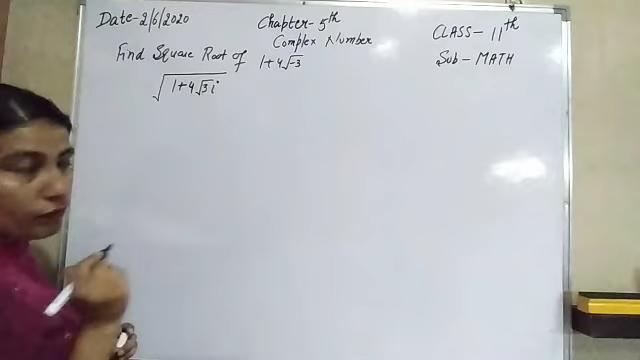 Date-2/6/2020
Chapter-5th
Complex Number
CLASS-11th
Sub-MATH
Find Square Root of 1+4√-3
√1+4√3i